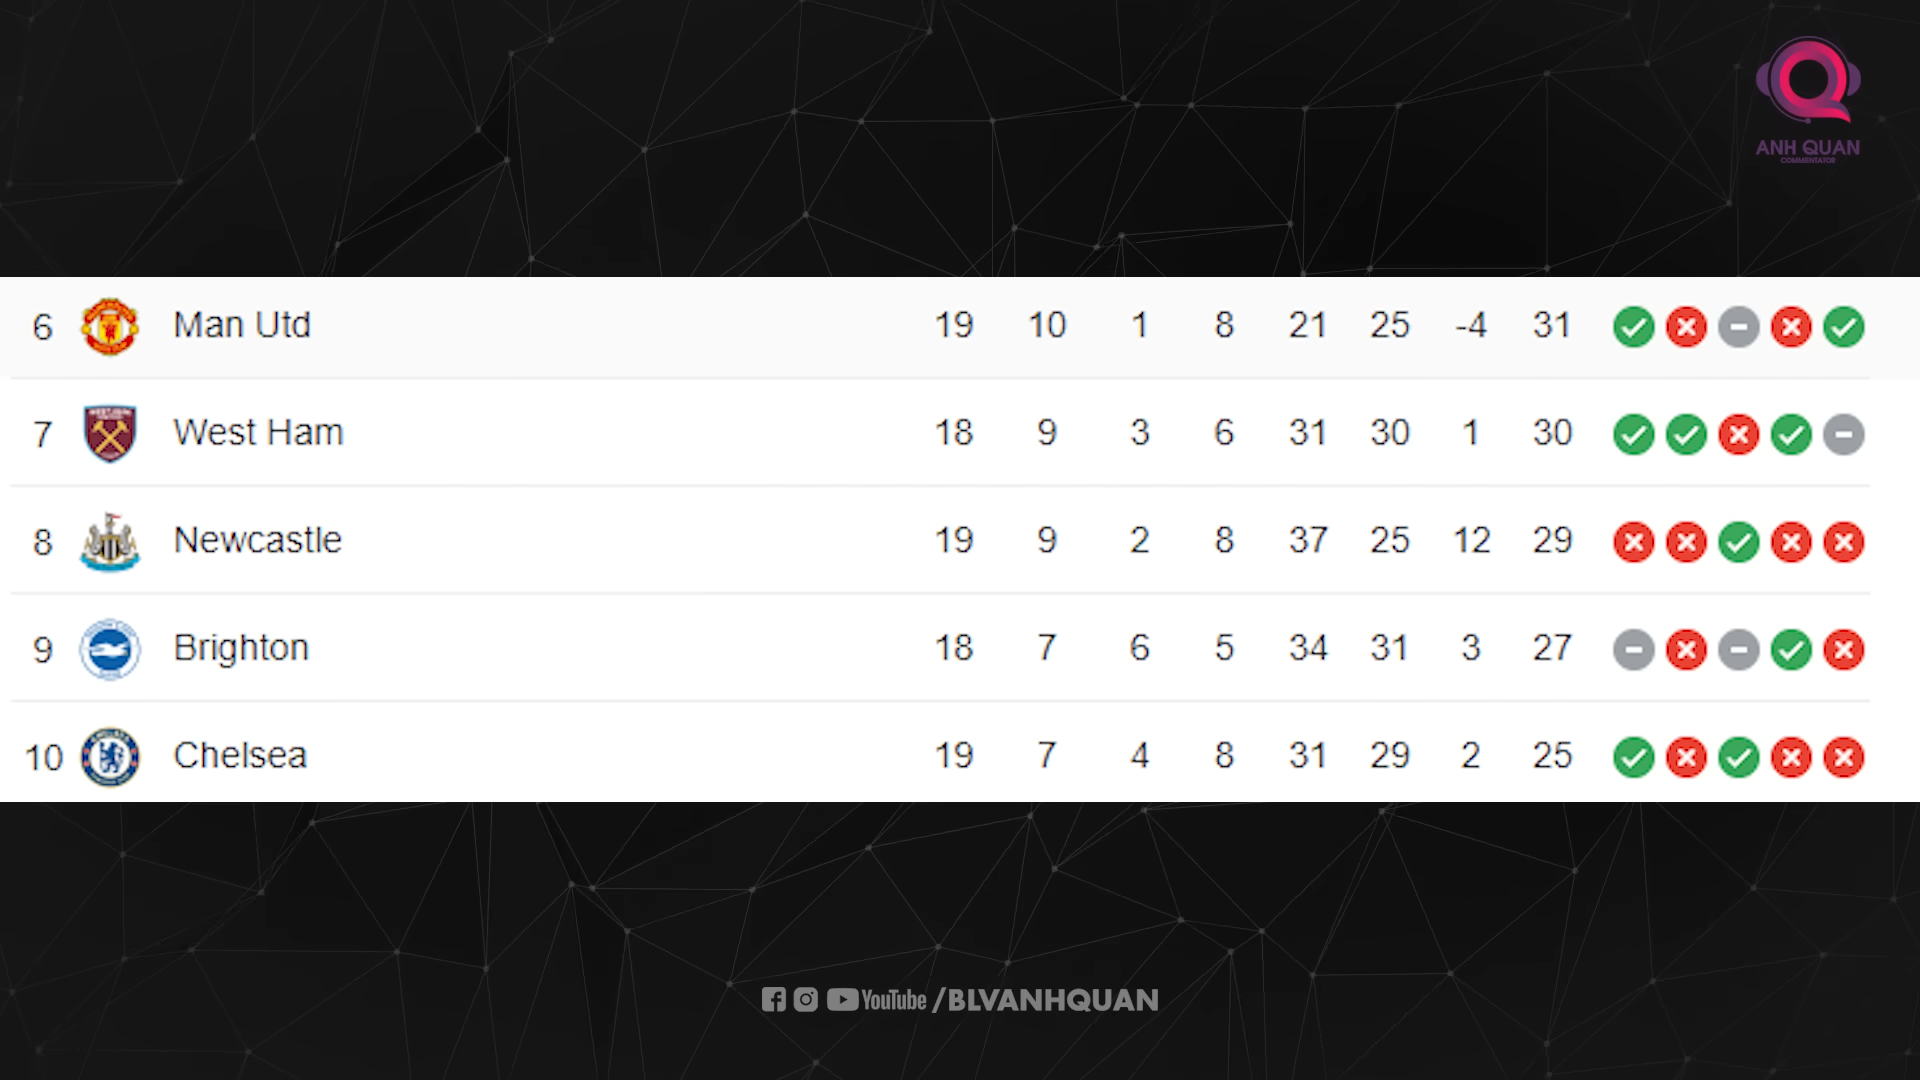 ANH QUAN
COMMENTATOR
6 Man Utd 19 10 1 8 21 25 -4 31
7 West Ham 18 9 3 6 31 30 1 30
8 Newcastle 19 9 2 8 37 25 12 29
9 Brighton 18 7 6 5 34 31 3 27
10 Chelsea 19 7 4 8 31 29 2 25
YouTube /BLVANHQUAN